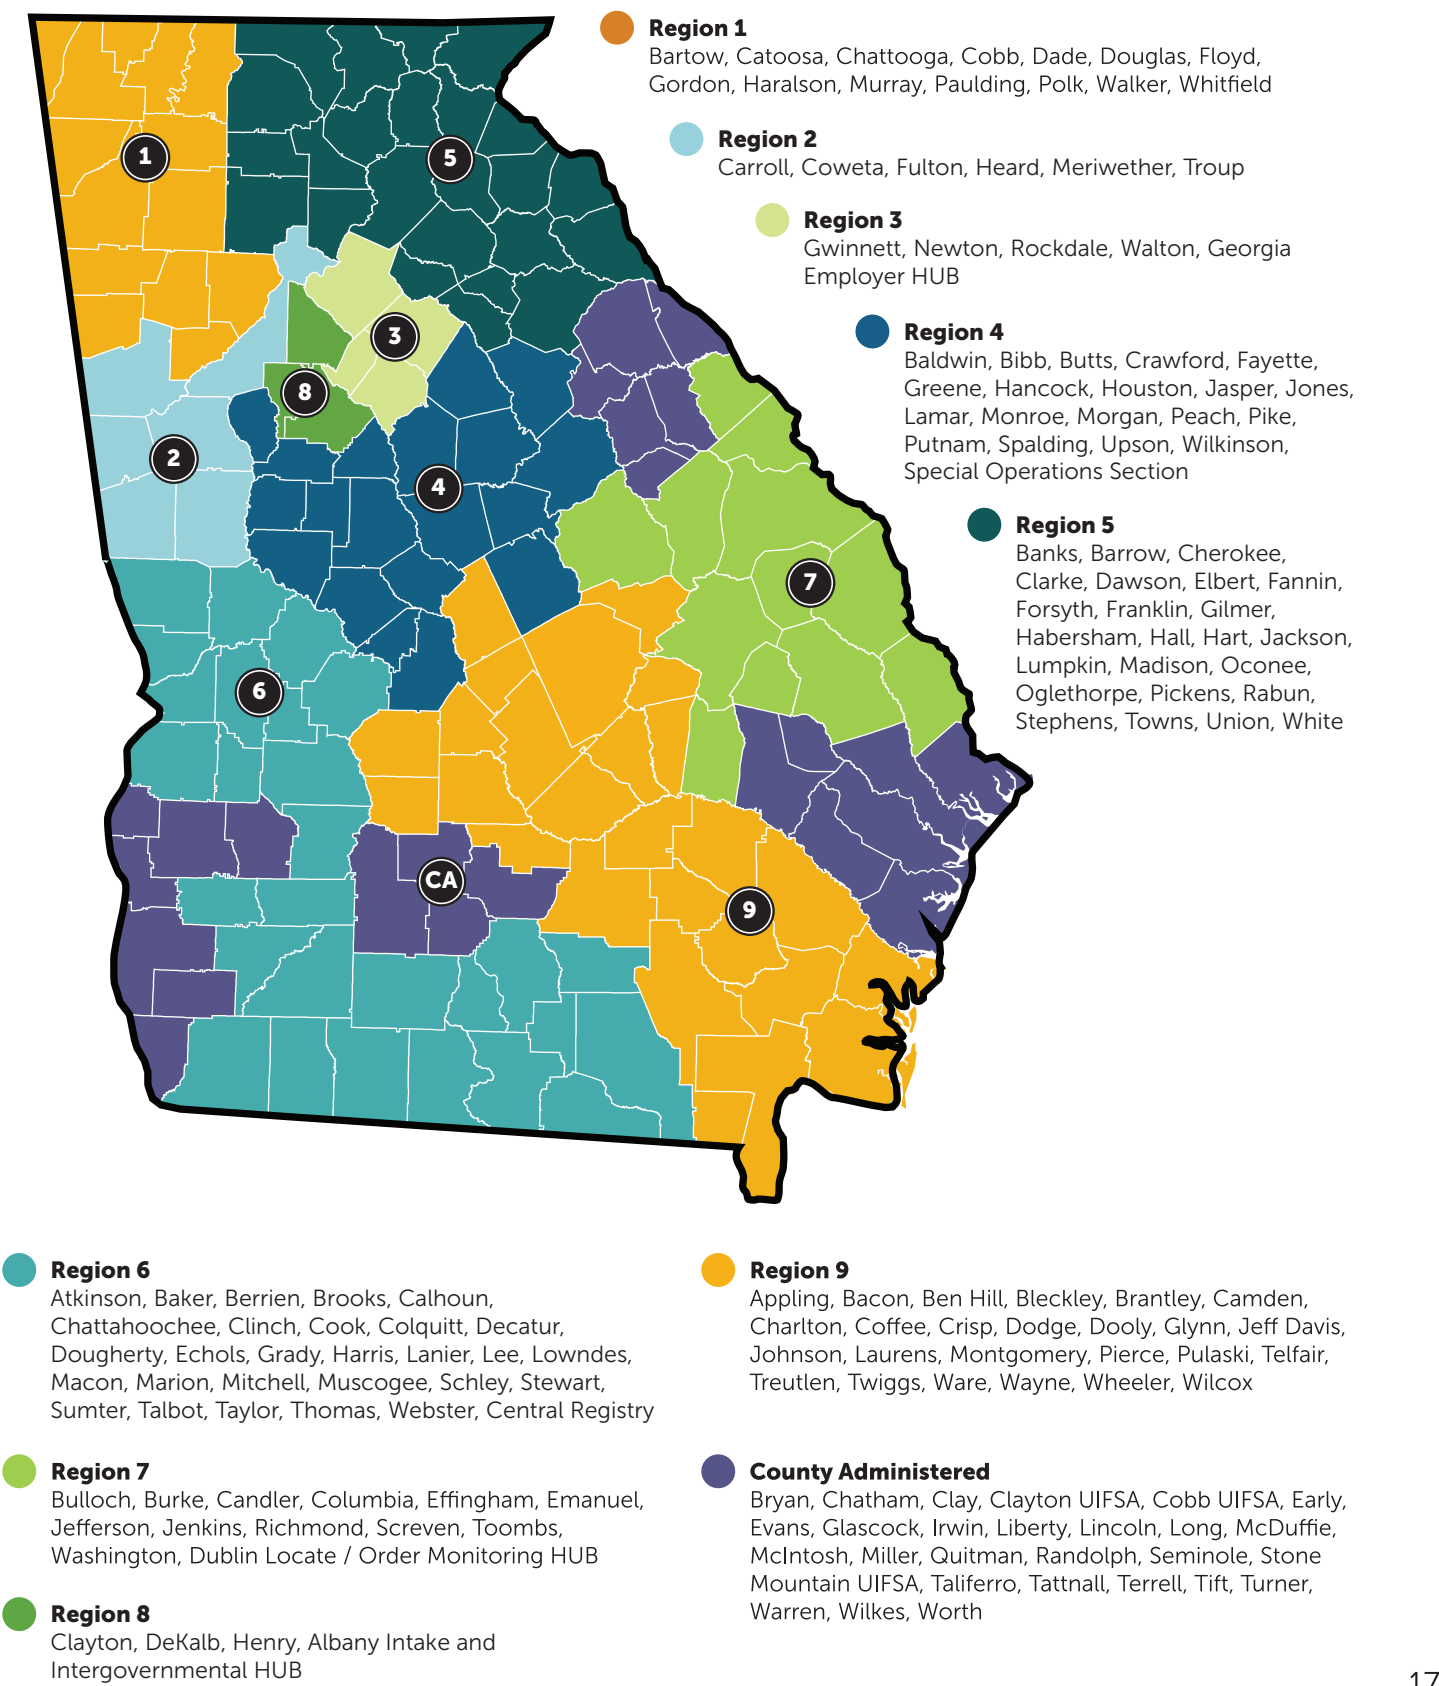 Region 1
Bartow, Catoosa, Chattooga, Cobb, Dade, Douglas, Floyd,
Gordon, Haralson, Murray, Paulding, Polk, Walker, Whitfield
Region 2
Carroll, Coweta, Fulton, Heard, Meriwether, Troup
Region 3
Gwinnett, Newton, Rockdale, Walton, Georgia
Employer HUB
Region 4
Baldwin, Bibb, Butts, Crawford, Fayette,
Greene, Hancock, Houston, Jasper, Jones,
Lamar, Monroe, Morgan, Peach, Pike,
Putnam, Spalding, Upson, Wilkinson,
Special Operations Section
Region 5
Banks, Barrow, Cherokee,
Clarke, Dawson, Elbert, Fannin,
Forsyth, Franklin, Gilmer,
Habersham, Hall, Hart, Jackson,
Lumpkin, Madison, Oconee,
Oglethorpe, Pickens, Rabun,
Stephens, Towns, Union, White
1
5
3
8
2
4
7
6
CA
9
Region 6
Atkinson, Baker, Berrien, Brooks, Calhoun,
Chattahoochee, Clinch, Cook, Colquitt, Decatur,
Dougherty, Echols, Grady, Harris, Lanier, Lee, Lowndes,
Macon, Marion, Mitchell, Muscogee, Schley, Stewart,
Sumter, Talbot, Taylor, Thomas, Webster, Central Registry
Region 7
Bulloch, Burke, Candler, Columbia, Effingham, Emanuel,
Jefferson, Jenkins, Richmond, Screven, Toombs,
Washington, Dublin Locate / Order Monitoring HUB
Region 8
Clayton, DeKalb, Henry, Albany Intake and
Intergovernmental HUB
Region 9
Appling, Bacon, Ben Hill, Bleckley, Brantley, Camden,
Charlton, Coffee, Crisp, Dodge, Dooly, Glynn, Jeff Davis,
Johnson, Laurens, Montgomery, Pierce, Pulaski, Telfair,
Treutlen, Twiggs, Ware, Wayne, Wheeler, Wilcox
County Administered
Bryan, Chatham, Clay, Clayton UIFSA, Cobb UIFSA, Early,
Evans, Glascock, Irwin, Liberty, Lincoln, Long, McDuffie,
McIntosh, Miller, Quitman, Randolph, Seminole, Stone
Mountain UIFSA, Taliferro, Tattnall, Terrell, Tift, Turner,
Warren, Wilkes, Worth
17